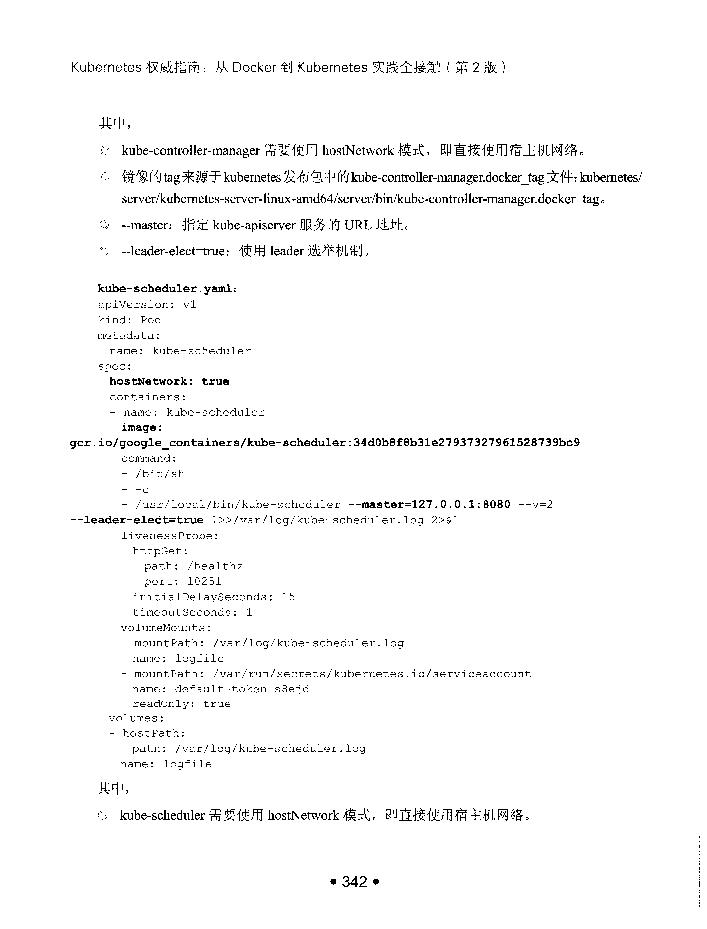 Kubernetes 权威指南：从 Docker 到 Kubernetes 实践全接触（第 2 版）
其中，
kube-controller-manager 需要使用 hostNetwork 模式，即直接使用宿主机网络。
镜像的 tag 来源于 kubernetes 发布包中的 kube-controller-manager.docker_tag 文件：kubernetes/
server/kubernetes-server-linux-amd64/server/bin/kube-controller-manager.docker_tag。
--master：指定 kube-apiserver 服务的 URL 地址。
--leader-elect=true：使用 leader 选举机制。
kube-scheduler.yaml:
apiVersion: v1
kind: Pod
metadata:
name: kube-scheduler
spec:
hostNetwork: true
containers:
- name: kube-scheduler
image:
gcr.io/google_containers/kube-scheduler:34d0b8f8b31e27937327961528739bc9
command:
- /bin/sh
- -c
- /usr/local/bin/kube-scheduler --master=127.0.0.1:8080 --v=2
--leader-elect=true 1>>/var/log/kube-scheduler.log 2>&1
livenessProbe:
httpGet:
path: /healthz
port: 10251
initialDelaySeconds: 15
timeoutSeconds: 1
volumeMounts:
- mountPath: /var/log/kube-scheduler.log
name: logfile
- mountPath: /var/run/secrets/kubernetes.io/serviceaccount
name: default-token-s8ejd
readOnly: true
volumes:
- hostPath:
path: /var/log/kube-scheduler.log
name: logfile
其中，
kube-scheduler 需要使用 hostNetwork 模式，即直接使用宿主机网络。
• 342 •